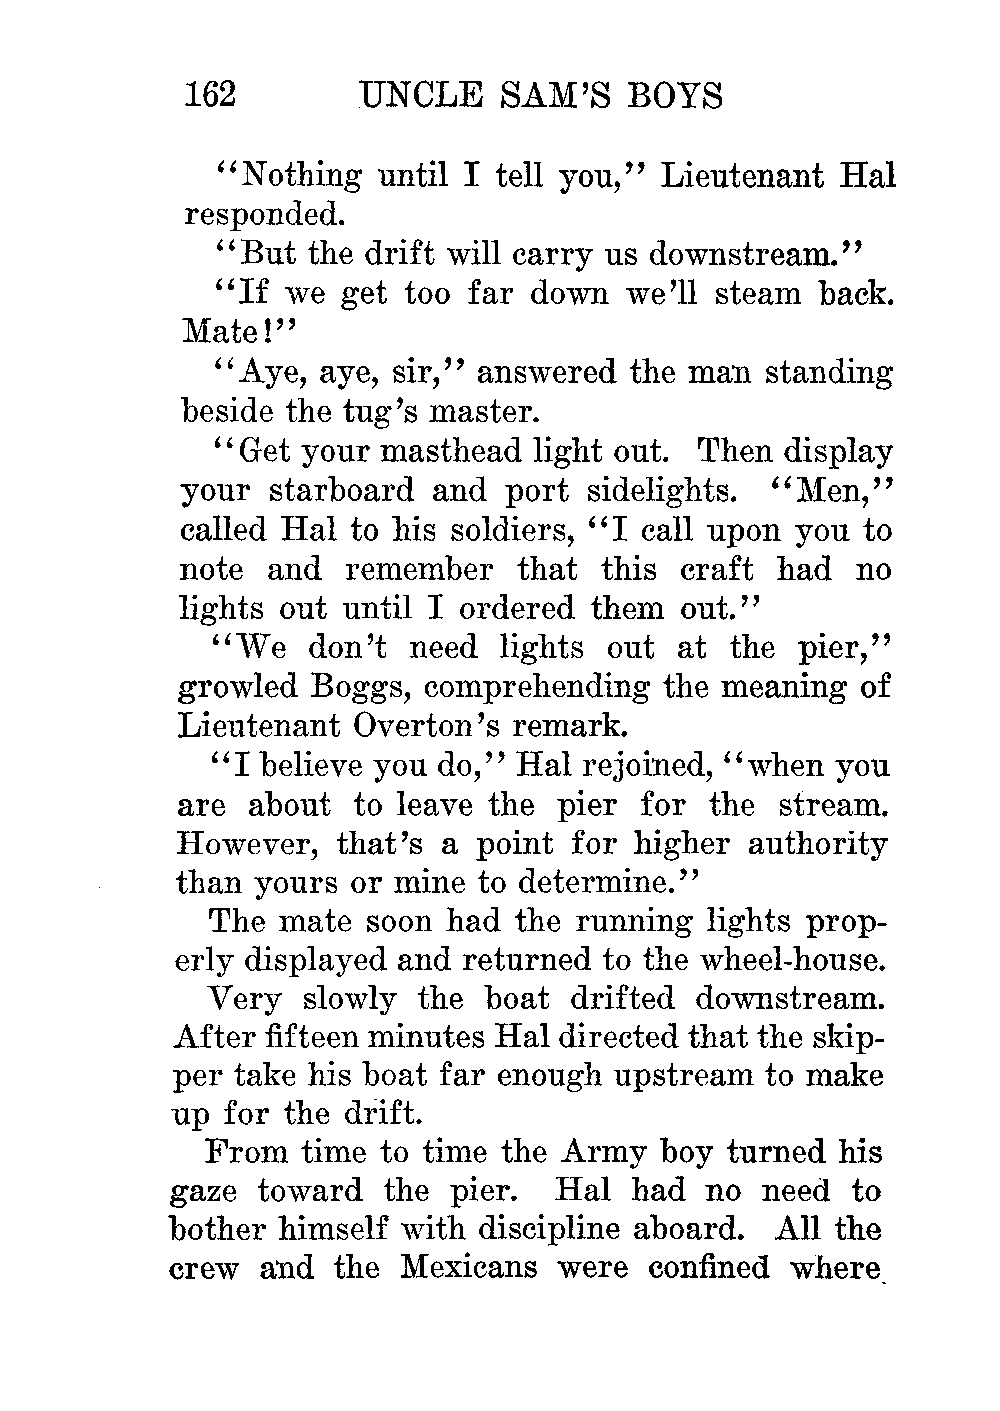 162 UNCLE SAM'S BOYS
"Nothing until I tell you," Lieutenant Hal
responded.
"But the drift will carry us downstream."
"If we get too far down we'll steam back.
Mate!"
"Aye, aye, sir," answered the man standing
beside the tug's master.
"Get your masthead light out. Then display
your starboard and port sidelights. "Men,"
called Hal to his soldiers, "I call upon you to
note and remember that this craft had no
lights out until I ordered them out."
"We don't need lights out at the pier,"
growled Boggs, comprehending the meaning of
Lieutenant Overton's remark.
"I believe you do," Hal rejoined, "when you
are about to leave the pier for the stream.
However, that's a point for higher authority
than yours or mine to determine."
The mate soon had the running lights prop-
erly displayed and returned to the wheel-house.
Very slowly the boat drifted downstream.
After fifteen minutes Hal directed that the skip-
per take his boat far enough upstream to make
up for the drift.
From time to time the Army boy turned his
gaze toward the pier. Hal had no need to
bother himself with discipline aboard. All the
crew and the Mexicans were confined where